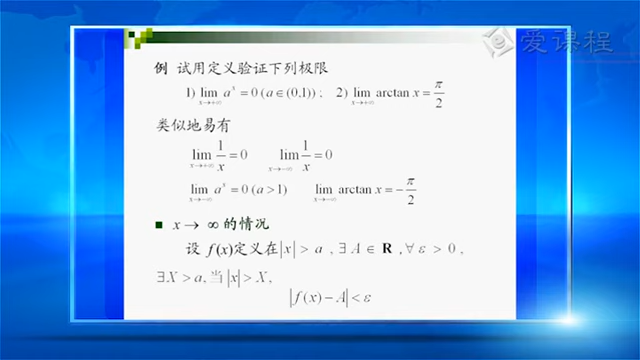 爱课程
例 试用定义验证下列极限
1) lim_{x→+∞} a^x = 0 (a∈(0,1)); 2) lim_{x→+∞} arctan x = π/2
类似地易有
lim_{x→+∞} 1/x = 0 lim_{x→-∞} 1/x = 0
lim_{x→-∞} a^x = 0 (a > 1) lim_{x→-∞} arctan x = -π/2
■ x → ∞ 的情况
设 f(x)定义在|x| > a , ∃ A ∈ R , ∀ ε > 0 ,
∃ X > a, 当 |x| > X,
|f(x) - A| < ε